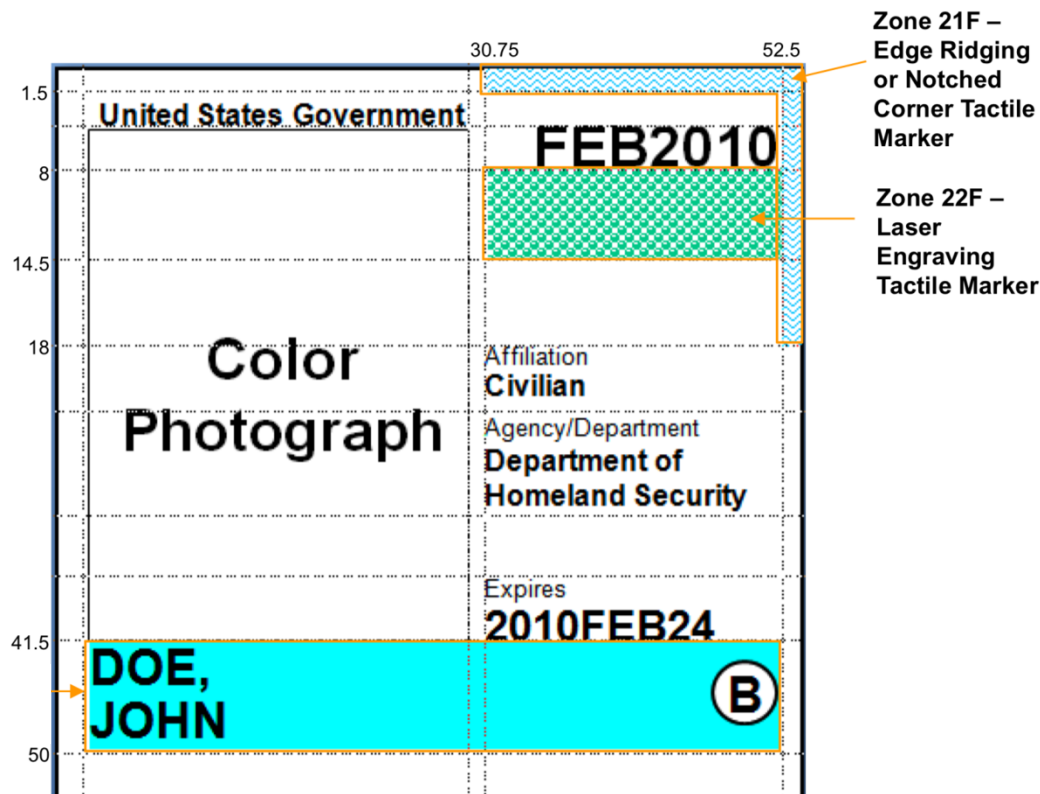 Zone 21F –
Edge Ridging
or Notched
Corner Tactile
Marker
30.75
52.5
1.5
United States Government
FEB2010
8
Zone 22F –
Laser
Engraving
Tactile Marker
14.5
18
Color
Photograph
Affiliation
Civilian
Agency/Department
Department of
Homeland Security
Expires
2010FEB24
41.5
DOE,
JOHN
B
50